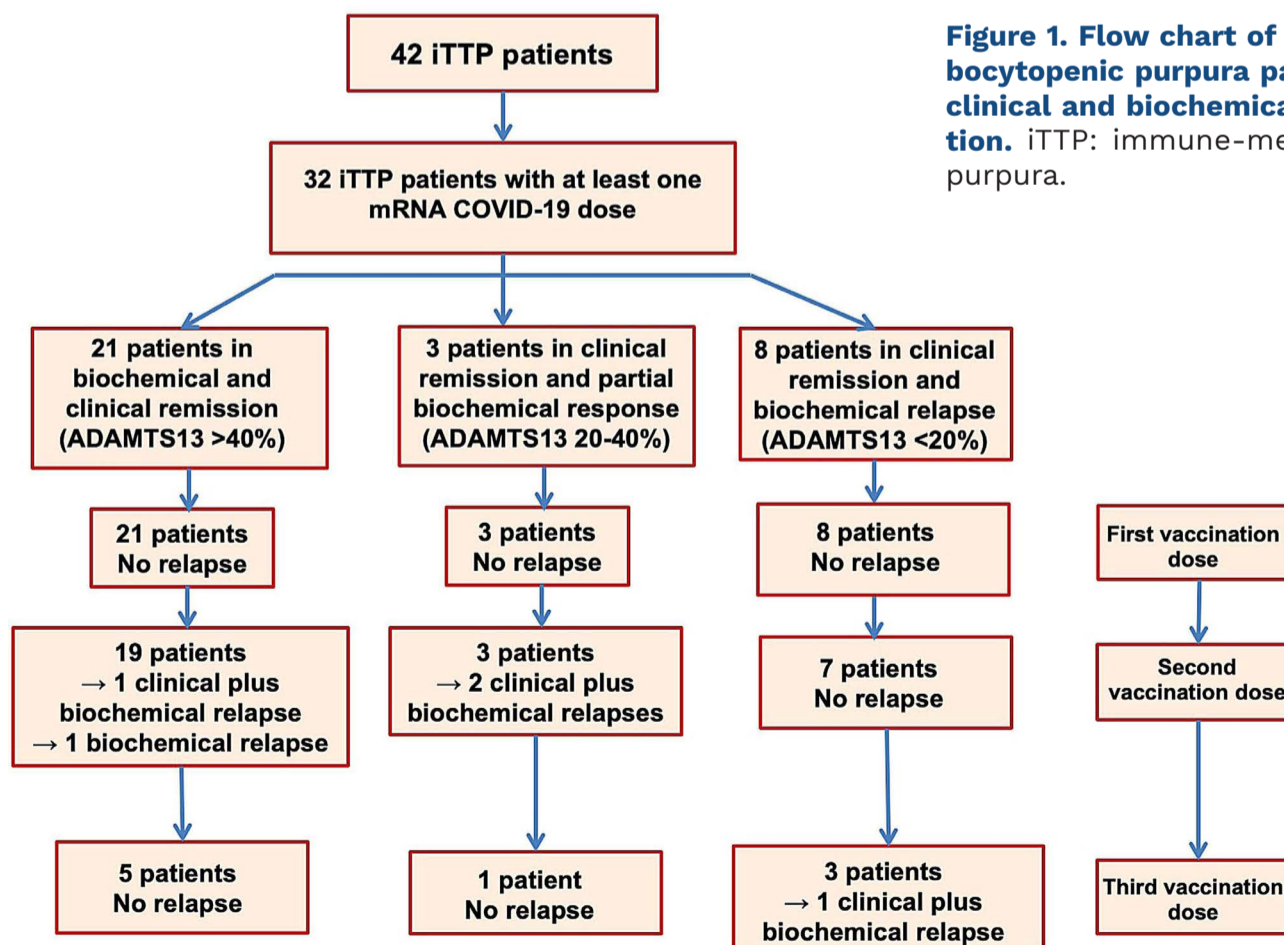 42 iTTP patients
Figure 1. Flow chart of
bocytopenic purpura
clinical and
tion. iTTP:
purpura.
32 iTTP patients with at least one
mRNA COVID-19 dose
21 patients in
biochemical and
clinical remission
(ADAMTS13 >40%)
3 patients in clinical
remission and partial
biochemical response
(ADAMTS13 20-40%)
8 patients in clinical
remission and
biochemical relapse
(ADAMTS13 <20%)
21 patients
No relapse
3 patients
No relapse
8 patients
No relapse
First vaccination
dose
19 patients
→ 1 clinical plus
biochemical relapse
→ 1 biochemical relapse
3 patients
→ 2 clinical plus
biochemical relapses
7 patients
No relapse
Second
vaccination dose
5 patients
No relapse
1 patient
No relapse
3 patients
→ 1 clinical plus
biochemical relapse
Third vaccination
dose